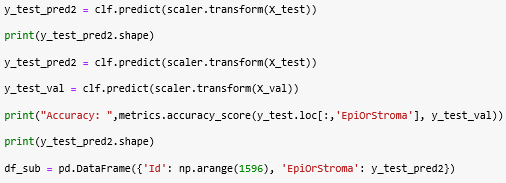 y_test_pred2 = clf.predict(scaler.transform(X_test))
print(y_test_pred2.shape)
y_test_pred2 = clf.predict(scaler.transform(X_test))
y_test_val = clf.predict(scaler.transform(X_val))
print("Accuracy: ",metrics.accuracy_score(y_test.loc[:,'EpiOrStroma'], y_test_val))
print(y_test_pred2.shape)
df_sub = pd.DataFrame({'Id': np.arange(1596), 'EpiOrStroma': y_test_pred2})